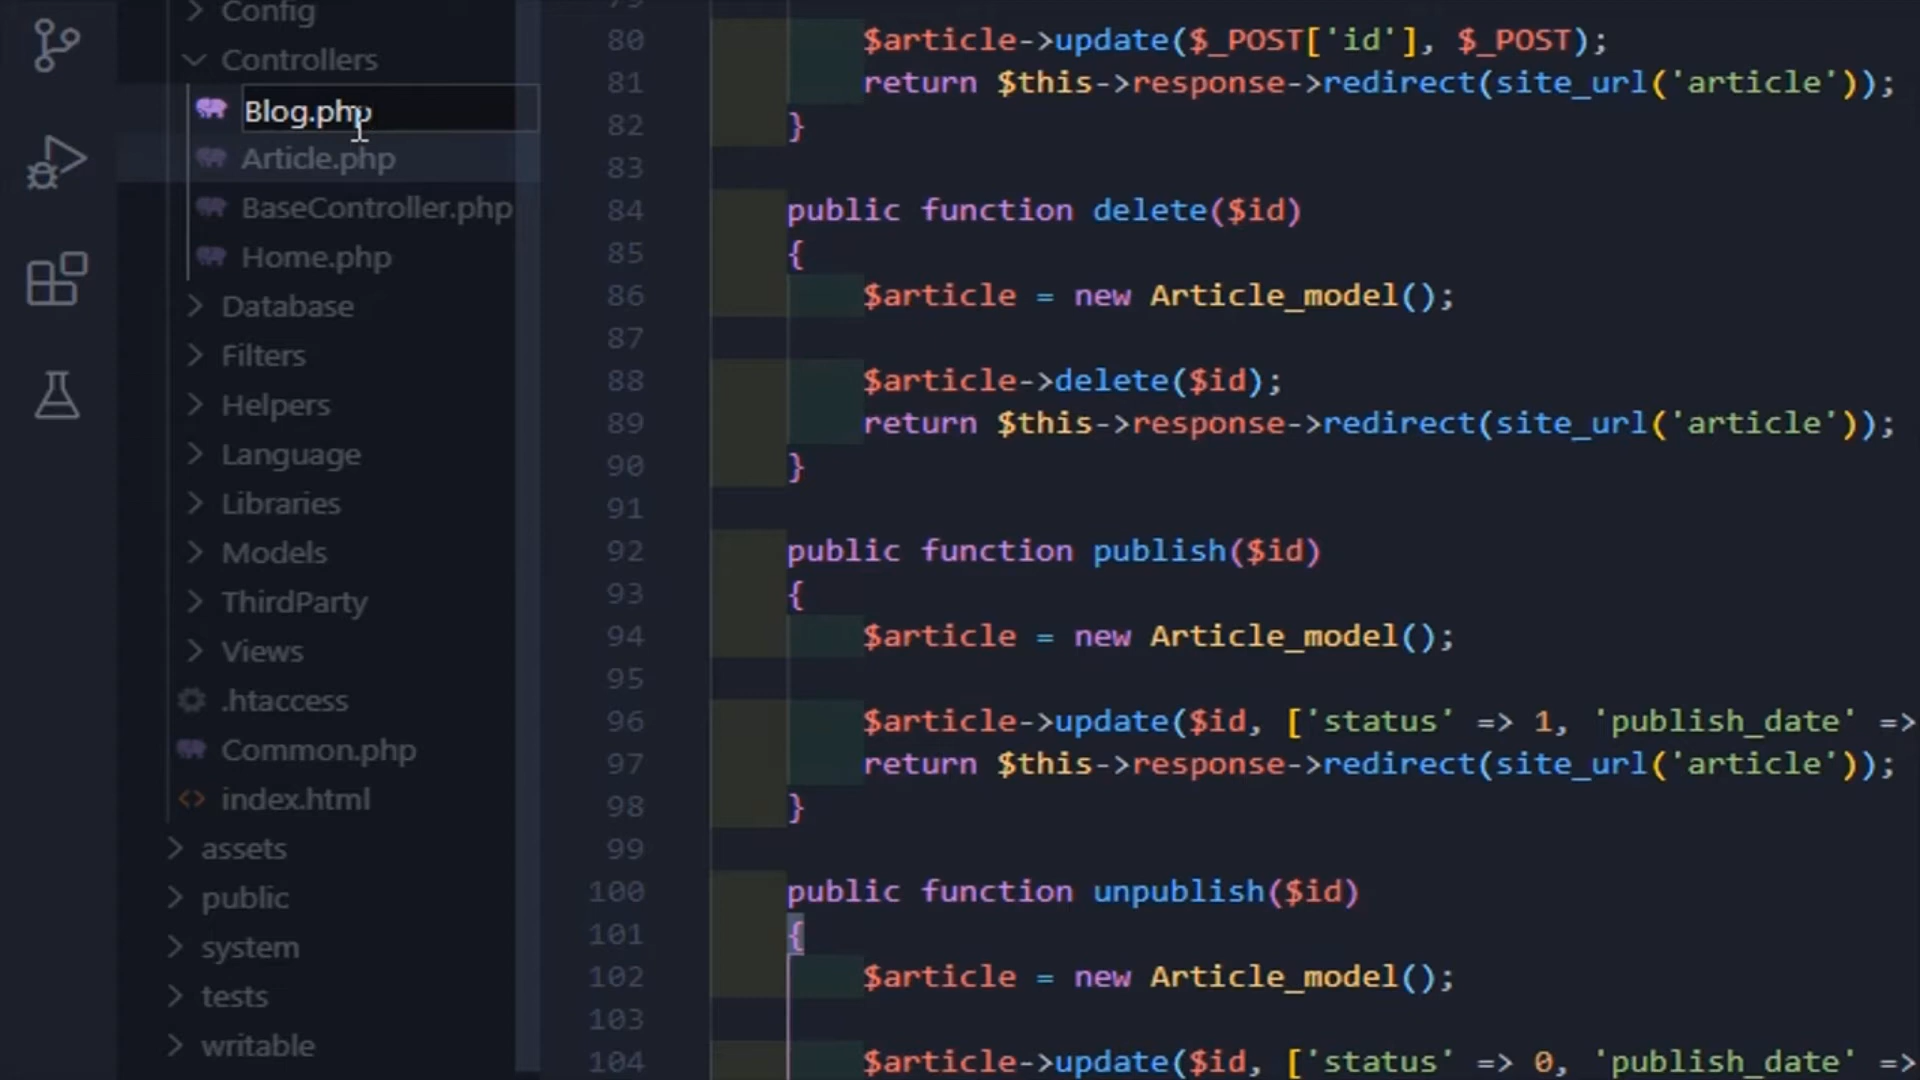 Config
Controllers
Blog.php
Article.php
BaseController.php
Home.php
Database
Filters
Helpers
Language
Libraries
Models
ThirdParty
Views
.htaccess
Common.php
index.html
assets
public
system
tests
writable
80 $article->update($_POST['id'], $_POST);
81 return $this->response->redirect(site_url('article'));
82 }
83
84 public function delete($id)
85 {
86 $article = new Article_model();
87
88 $article->delete($id);
89 return $this->response->redirect(site_url('article'));
90 }
91
92 public function publish($id)
93 {
94 $article = new Article_model();
95
96 $article->update($id, ['status' => 1, 'publish_date' =>
97 return $this->response->redirect(site_url('article'));
98 }
99
100 public function unpublish($id)
101 {
102 $article = new Article_model();
103
104 $article->update($id, ['status' => 0, 'publish_date' =>